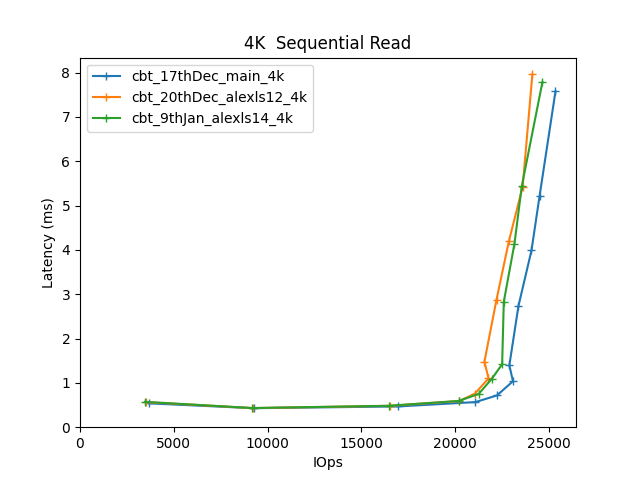 4K  Sequential Read
cbt_17thDec_main_4k
cbt_20thDec_alexls12_4k
cbt_9thJan_alexls14_4k
Latency (ms)
8
7
6
5
4
3
2
1
0
0 5000 10000 15000 20000 25000
IOps